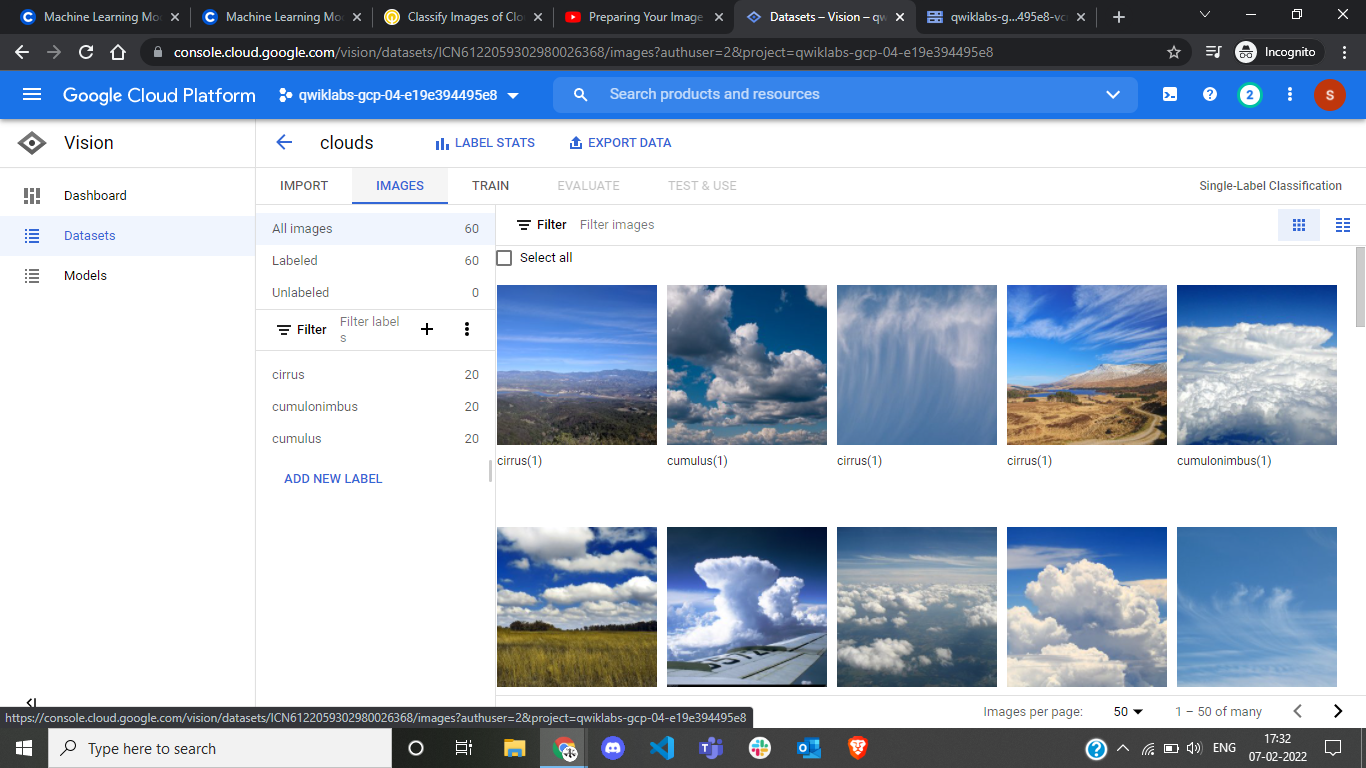 Machine Learning Mo
Machine Learning Mo
Classify Images of Clo
Preparing Your Image
Datasets – Vision – qw
qwiklabs-g...495e8-vc
console.cloud.google.com/vision/datasets/ICN6122059302980026368/images?authuser=2&project=qwiklabs-gcp-04-e19e394495e8
Incognito
Google Cloud Platform
qwiklabs-gcp-04-e19e394495e8
Search products and resources
2
S
Vision
clouds
LABEL STATS
EXPORT DATA
IMPORT
IMAGES
TRAIN
EVALUATE
TEST & USE
Single-Label Classification
Dashboard
Datasets
Models
All images 60
Labeled 60
Unlabeled 0
Filter
Filter label
s
cirrus 20
cumulonimbus 20
cumulus 20
ADD NEW LABEL
Filter Filter images
Select all
cirrus(1)
cumulus(1)
cirrus(1)
cirrus(1)
cumulonimbus(1)
https://console.cloud.google.com/vision/datasets/ICN6122059302980026368/images?authuser=2&project=qwiklabs-gcp-04-e19e394495e8
Images per page: 50 1 – 50 of many
Type here to search
ENG
17:32
07-02-2022